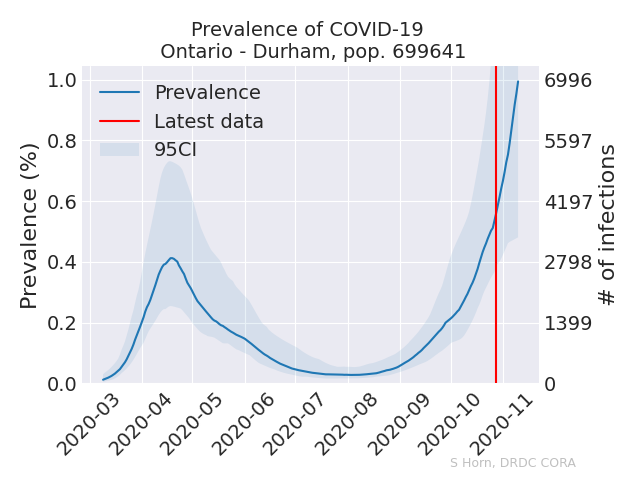 Prevalence of COVID-19
Ontario - Durham, pop. 699641
Prevalence (%)
1.0
0.8
0.6
0.4
0.2
0.0
Prevalence
Latest data
95CI
6996
5597
4197
2798
1399
0
# of infections
2020-03
2020-04
2020-05
2020-06
2020-07
2020-08
2020-09
2020-10
2020-11
S Horn, DRDC CORA